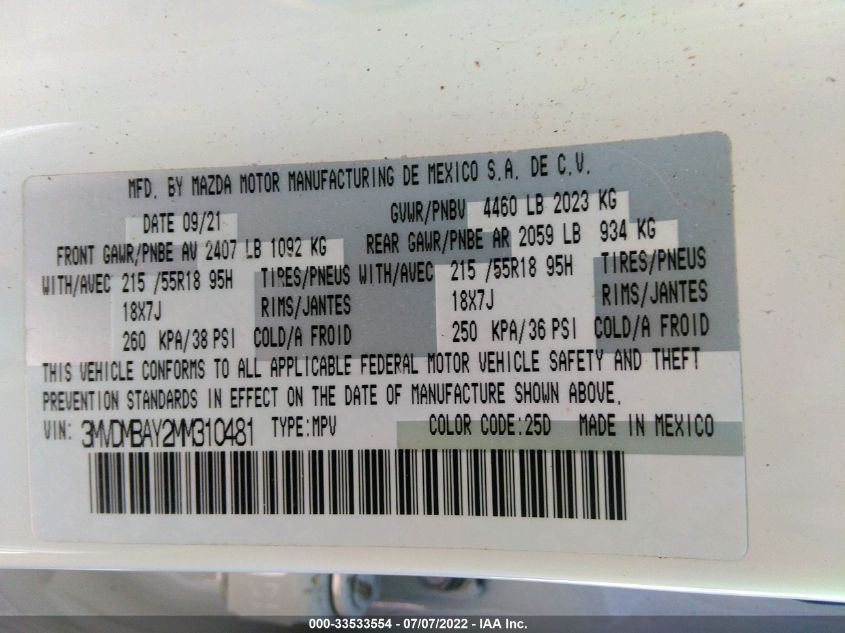 MFD. BY MAZDA MOTOR MANUFACTURING DE MEXICO S.A. DE C.V.
DATE 09/21 GVWR/PNBV 4460 LB 2023 KG
FRONT GAWR/PNBE AV 2407 LB 1092 KG REAR GAWR/PNBE AR 2059 LB 934 KG
WITH/AVEC 215 /55R18 95H TIRES/PNEUS WITH/AVEC 215 /55R18 95H TIRES/PNEUS
18X7J RIMS/JANTES 18X7J RIMS/JANTES
260 KPA/38 PSI COLD/A FROID 250 KPA/36 PSI COLD/A FROID
THIS VEHICLE CONFORMS TO ALL APPLICABLE FEDERAL MOTOR VEHICLE SAFETY AND THEFT
PREVENTION STANDARDS IN EFFECT ON THE DATE OF MANUFACTURE SHOWN ABOVE.
VIN: 3MVDMBAY2MM310481 TYPE:MPV COLOR CODE:25D MADE IN MEXICO
000-33533554 - 07/07/2022 - IAA Inc.